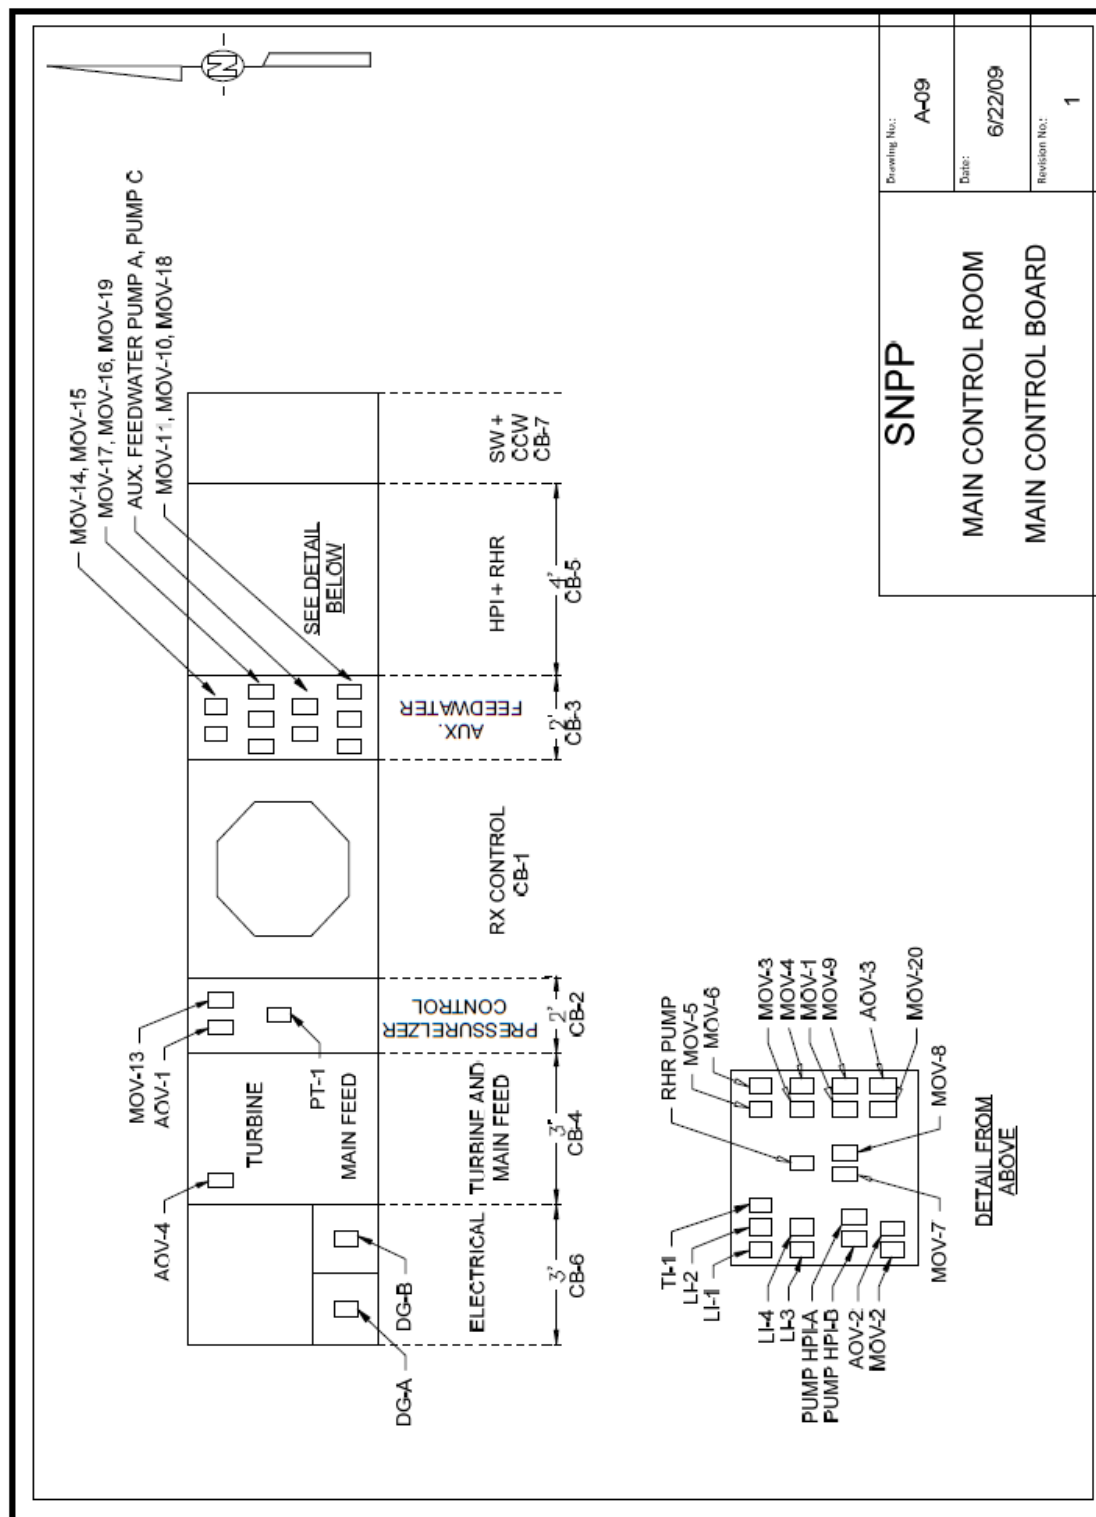 N
MOV-14, MOV-15
MOV-17, MOV-16, MOV-19
AUX. FEEDWATER PUMP A, PUMP C
MOV-11, MOV-10, MOV-18
MOV-13
AOV-1
AOV-4
TURBINE
PT-1
MAIN FEED
DG-A
DG-B
SEE DETAIL
BELOW
ELECTRICAL
3'
CB-6
TURBINE AND
MAIN FEED
3'
CB-4
PRESSURELZER
CONTROL
2'
CB-2
RX CONTROL
CB-1
AUX.
FEEDWATER
2'
CB-3
HPI + RHR
4'
CB-5
SW +
CCW
CB-7
TI-1
LI-2
LI-1
LI-4
LI-3
PUMP HPI-A
PUMP HPI-B
AOV-2
MOV-2
RHR PUMP
MOV-5
MOV-6
MOV-3
MOV-4
MOV-1
MOV-9
AOV-3
MOV-20
MOV-8
MOV-7
DETAIL FROM
ABOVE
SNPP
MAIN CONTROL ROOM
MAIN CONTROL BOARD
Drawing No.:
A-09
Date:
6/22/09
Revision No.:
1